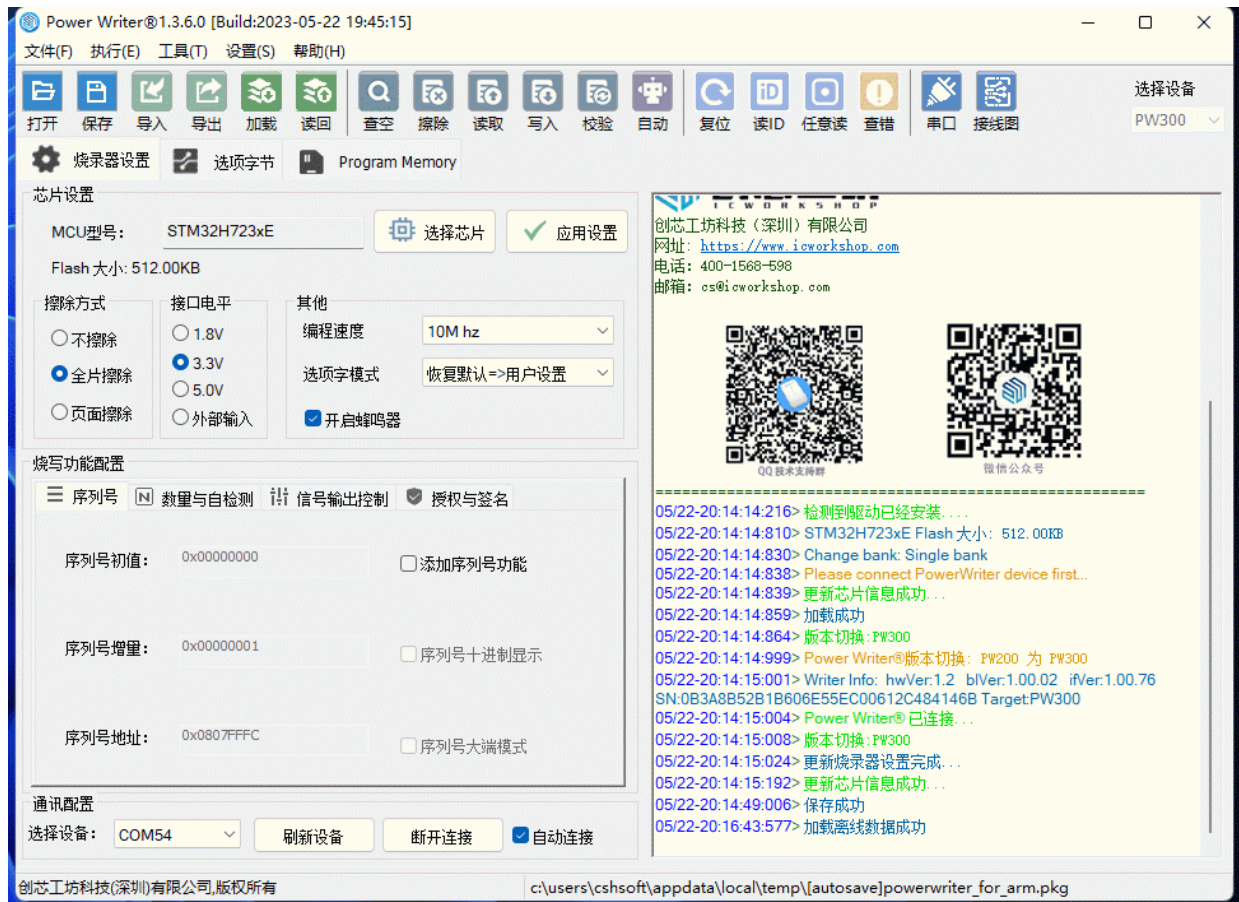 Power Writer®1.3.6.0 [Build:2023-05-22 19:45:15]
文件(F) 执行(E) 工具(T) 设置(S) 帮助(H)
打开 保存 导入 导出 加载 读回 查空 擦除 读取 写入 校验 自动 复位 读ID 任意读 查错 串口 接线图
选择设备
PW300
烧录器设置 选项字节 Program Memory
芯片设置
MCU型号: STM32H723xE 选择芯片 应用设置
Flash 大小: 512.00KB
擦除方式
不擦除
全片擦除
页面擦除
接口电平
1.8V
3.3V
5.0V
外部输入
其他
编程速度 10M hz
选项字模式 恢复默认=>用户设置
开启蜂鸣器
烧写功能配置
序列号 数量与自检测 信号输出控制 授权与签名
序列号初值: 0x00000000 添加序列号功能
序列号增量: 0x00000001 序列号十进制显示
序列号地址: 0x0807FFFC 序列号大端模式
通讯配置
选择设备: COM54 刷新设备 断开连接 自动连接
ICWORKSHOP
创芯工坊科技（深圳）有限公司
网址: https://www.icworkshop.com
电话: 400-1568-598
邮箱: cs@icworkshop.com
QQ 技术支持群 微信公众号
==========================================================
05/22-20:14:14:216> 检测到驱动已经安装....
05/22-20:14:14:810> STM32H723xE Flash 大小: 512.00KB
05/22-20:14:14:830> Change bank: Single bank
05/22-20:14:14:838> Please connect PowerWriter device first...
05/22-20:14:14:839> 更新芯片信息成功...
05/22-20:14:14:859> 加载成功
05/22-20:14:14:864> 版本切换:PW300
05/22-20:14:14:999> Power Writer®版本切换: PW200 为 PW300
05/22-20:14:15:001> Writer Info: hwVer:1.2 blVer:1.00.02 ifVer:1.00.76
SN:0B3A8B52B1B606E55EC00612C484146B Target:PW300
05/22-20:14:15:004> Power Writer® 已连接...
05/22-20:14:15:008> 版本切换:PW300
05/22-20:14:15:024> 更新烧录器设置完成...
05/22-20:14:15:192> 更新芯片信息成功...
05/22-20:14:49:006> 保存成功
05/22-20:16:43:577> 加载离线数据成功
创芯工坊科技(深圳)有限公司,版权所有
c:\users\cshsoft\appdata\local\temp\[autosave]powerwriter_for_arm.pkg